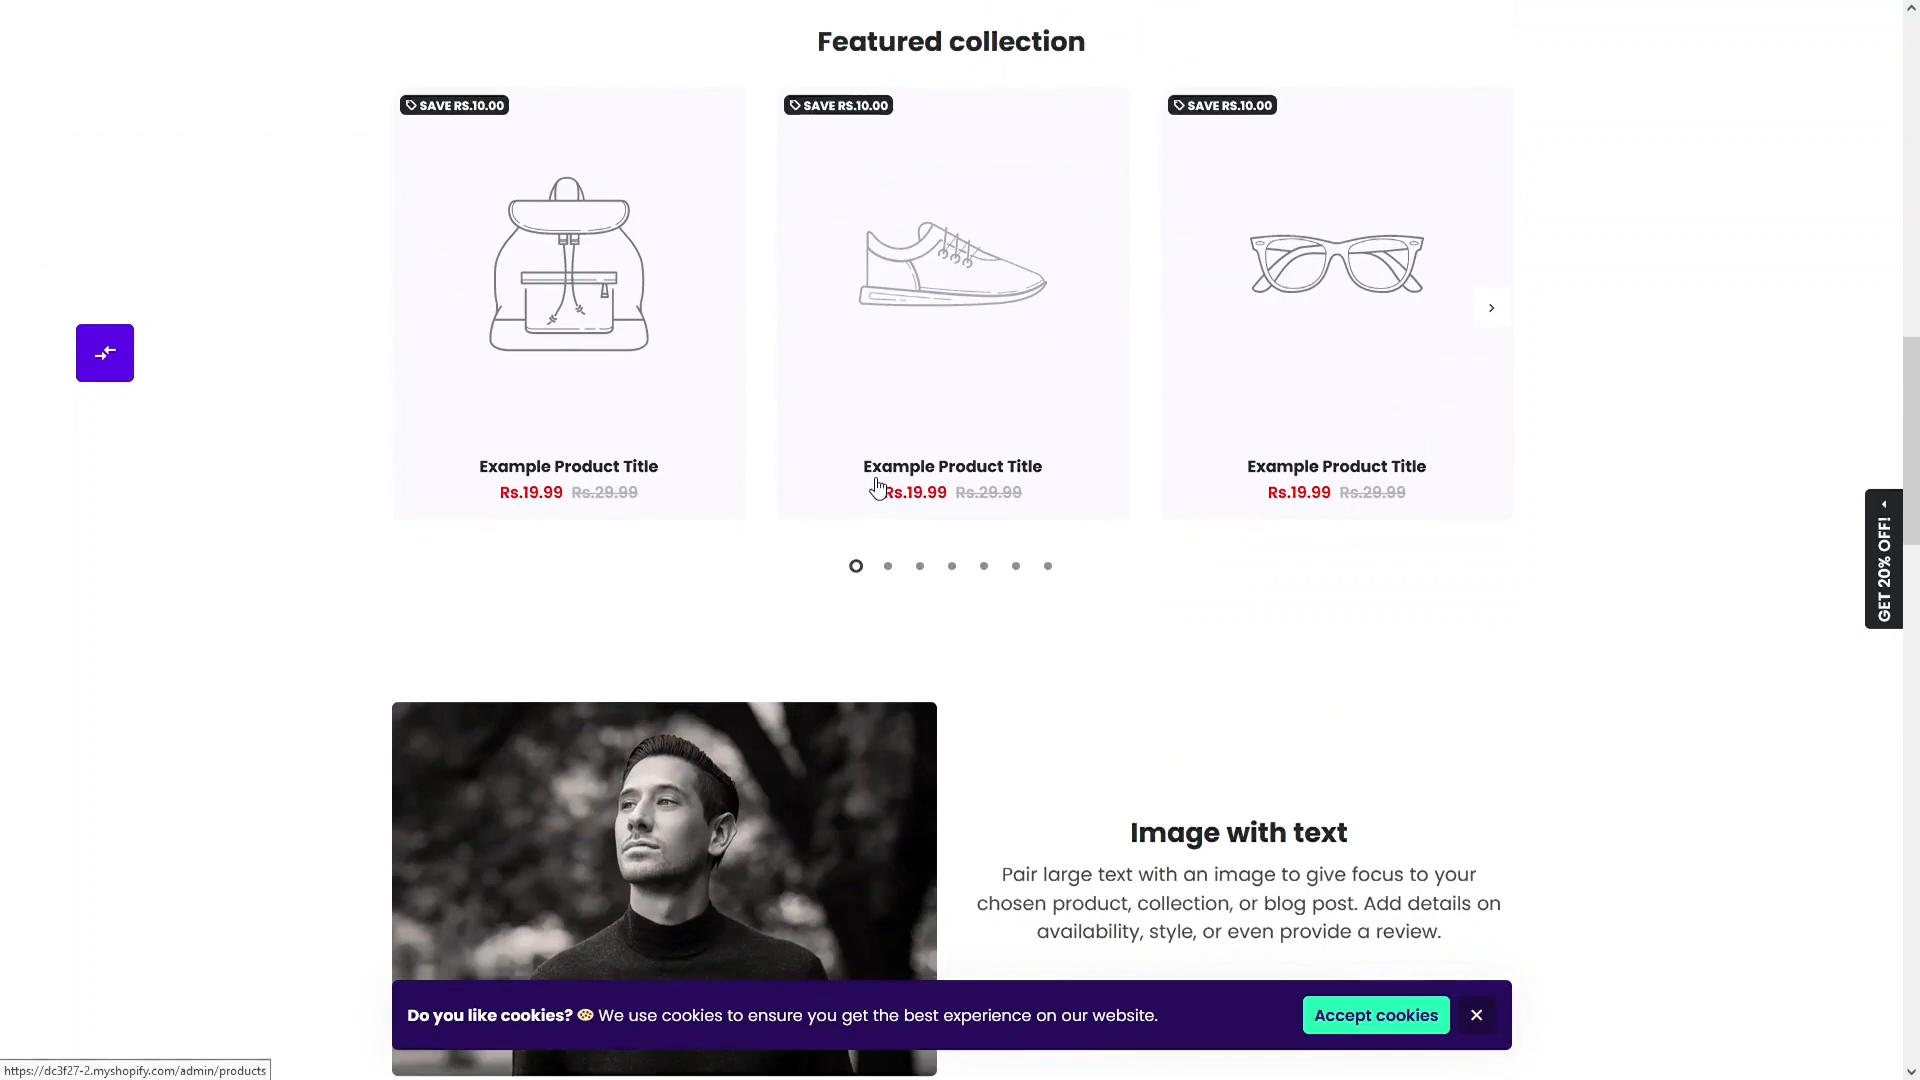 Featured collection
SAVE RS.10.00
SAVE RS.10.00
SAVE RS.10.00
Example Product Title
Rs.19.99 Rs.29.99
Example Product Title
Rs.19.99 Rs.29.99
Example Product Title
Rs.19.99 Rs.29.99
GET 20% OFF!
Image with text
Pair large text with an image to give focus to your
chosen product, collection, or blog post. Add details on
availability, style, or even provide a review.
Do you like cookies? 🍪 We use cookies to ensure you get the best experience on our website.
Accept cookies
https://dc3f27-2.myshopify.com/admin/products